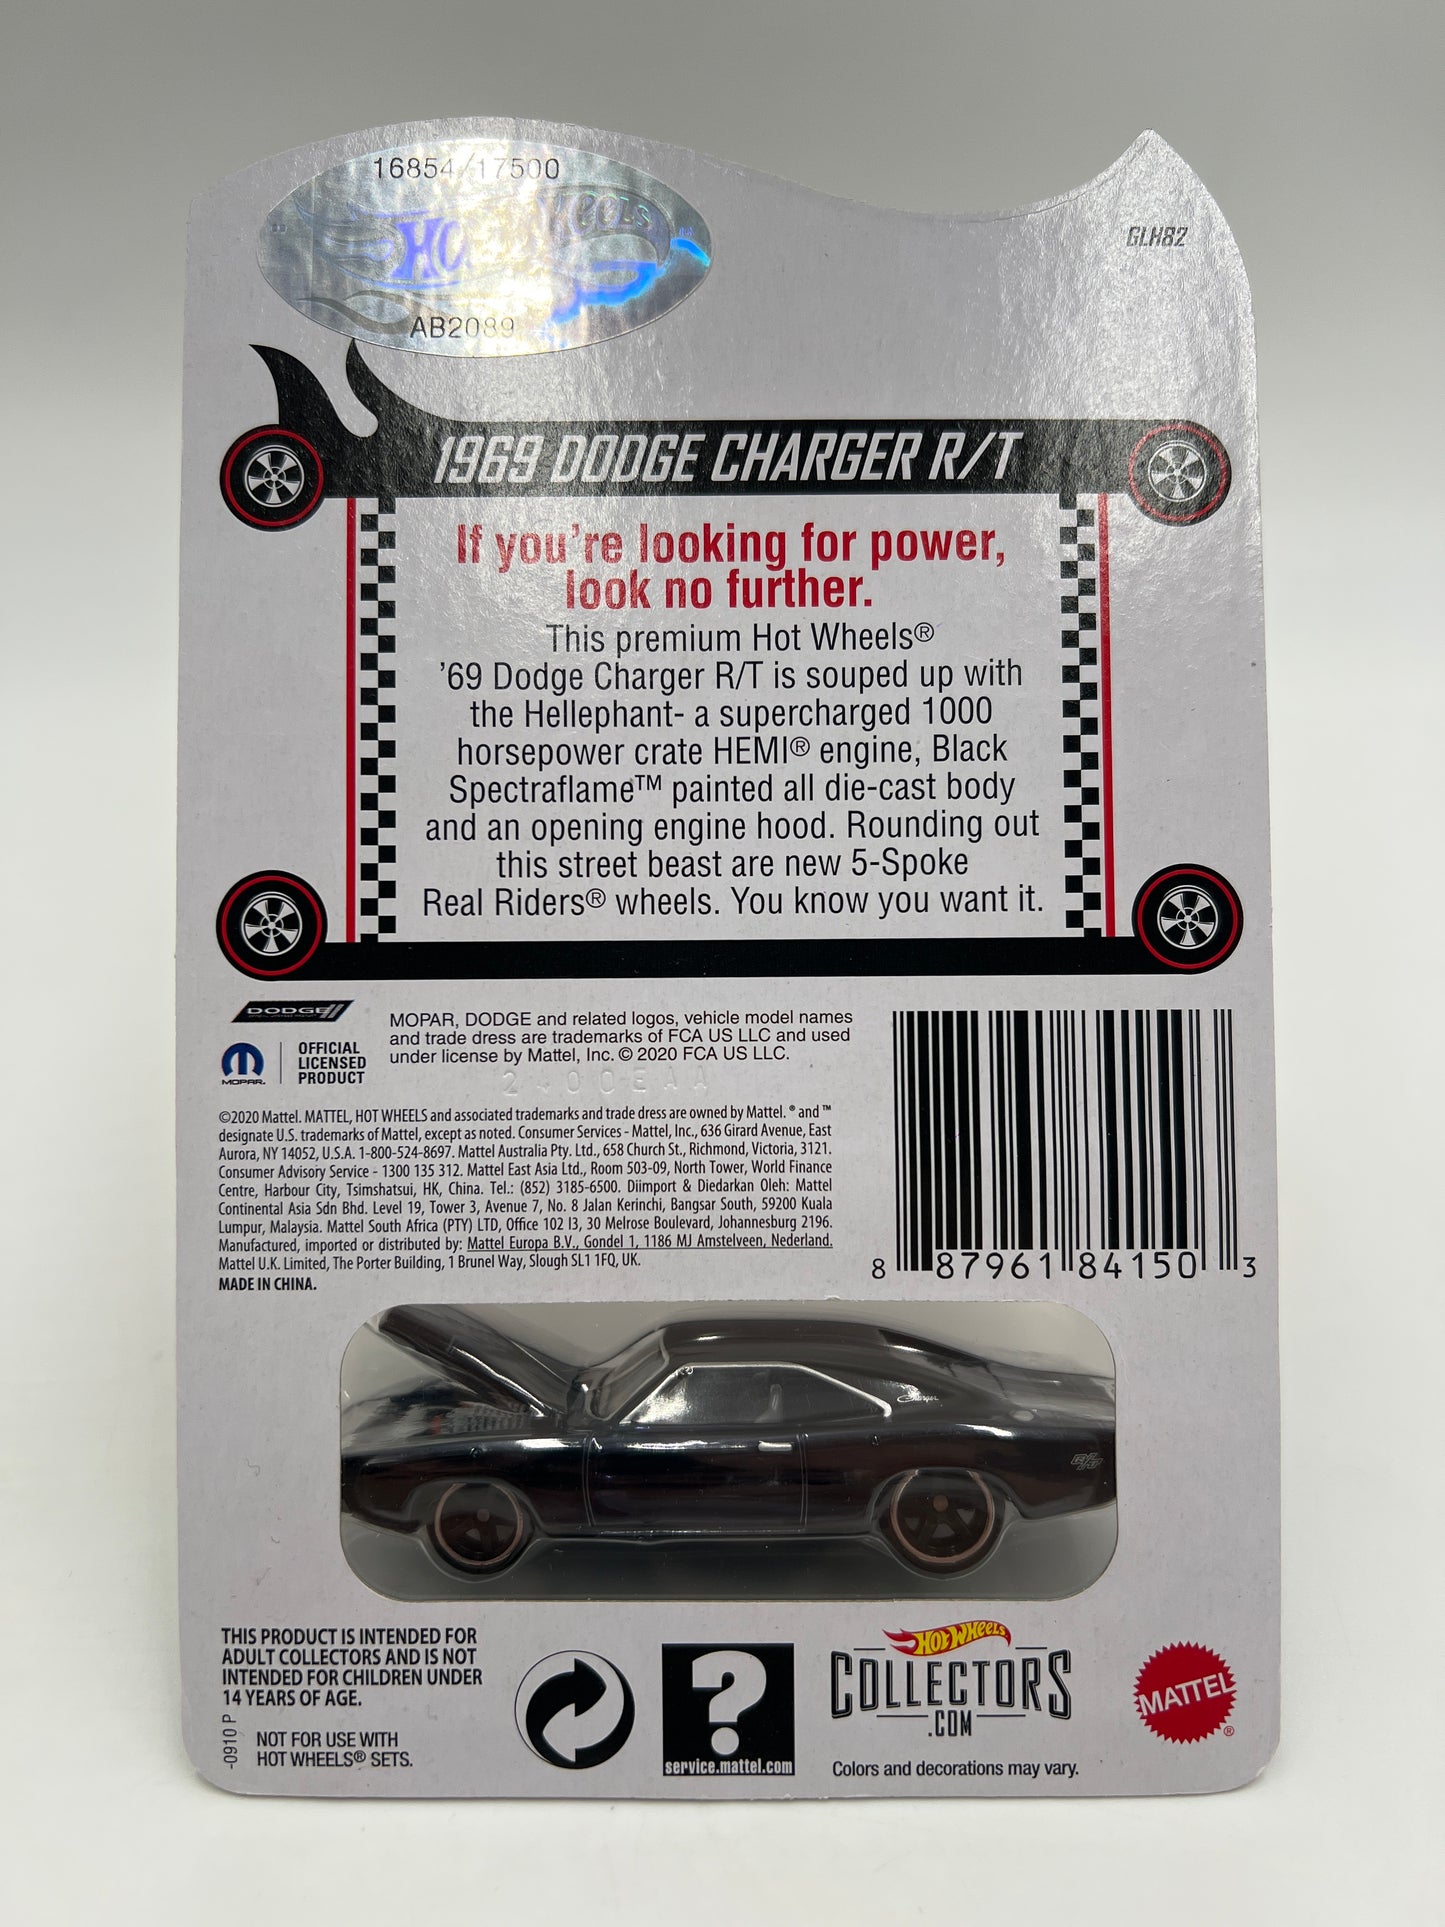 16854/17500
HOT WHEELS
AB2089
GLH82
1969 DODGE CHARGER R/T
If you're looking for power,
look no further.
This premium Hot Wheels®
'69 Dodge Charger R/T is souped up with
the Hellephant- a supercharged 1000
horsepower crate HEMI® engine, Black
Spectraflame™ painted all die-cast body
and an opening engine hood. Rounding out
this street beast are new 5-Spoke
Real Riders® wheels. You know you want it.
DODGE
MOPAR.
OFFICIAL
LICENSED
PRODUCT
MOPAR, DODGE and related logos, vehicle model names
and trade dress are trademarks of FCA US LLC and used
under license by Mattel, Inc. © 2020 FCA US LLC.
©2020 Mattel. MATTEL, HOT WHEELS and associated trademarks and trade dress are owned by Mattel. ® and ™
designate U.S. trademarks of Mattel, except as noted. Consumer Services - Mattel, Inc., 636 Girard Avenue, East
Aurora, NY 14052, U.S.A. 1-800-524-8697. Mattel Australia Pty. Ltd., 658 Church St., Richmond, Victoria, 3121.
Consumer Advisory Service - 1300 135 312. Mattel East Asia Ltd., Room 503-09, North Tower, World Finance
Centre, Harbour City, Tsimshatsui, HK, China. Tel.: (852) 3185-6500. Diimport & Diedarkan Oleh: Mattel
Continental Asia Sdn Bhd. Level 19, Tower 3, Avenue 7, No. 8 Jalan Kerinchi, Bangsar South, 59200 Kuala
Lumpur, Malaysia. Mattel South Africa (PTY) LTD, Office 102 I3, 30 Melrose Boulevard, Johannesburg 2196.
Manufactured, imported or distributed by: Mattel Europa B.V., Gondel 1, 1186 MJ Amstelveen, Nederland.
Mattel U.K. Limited, The Porter Building, 1 Brunel Way, Slough SL1 1FQ, UK.
MADE IN CHINA.
8 87961 84150 3
Charger
R/T
THIS PRODUCT IS INTENDED FOR
ADULT COLLECTORS AND IS NOT
INTENDED FOR CHILDREN UNDER
14 YEARS OF AGE.
-0910 P
NOT FOR USE WITH
HOT WHEELS® SETS.
?
service.mattel.com
HOT WHEELS
COLLECTORS
.COM
Colors and decorations may vary.
MATTEL®